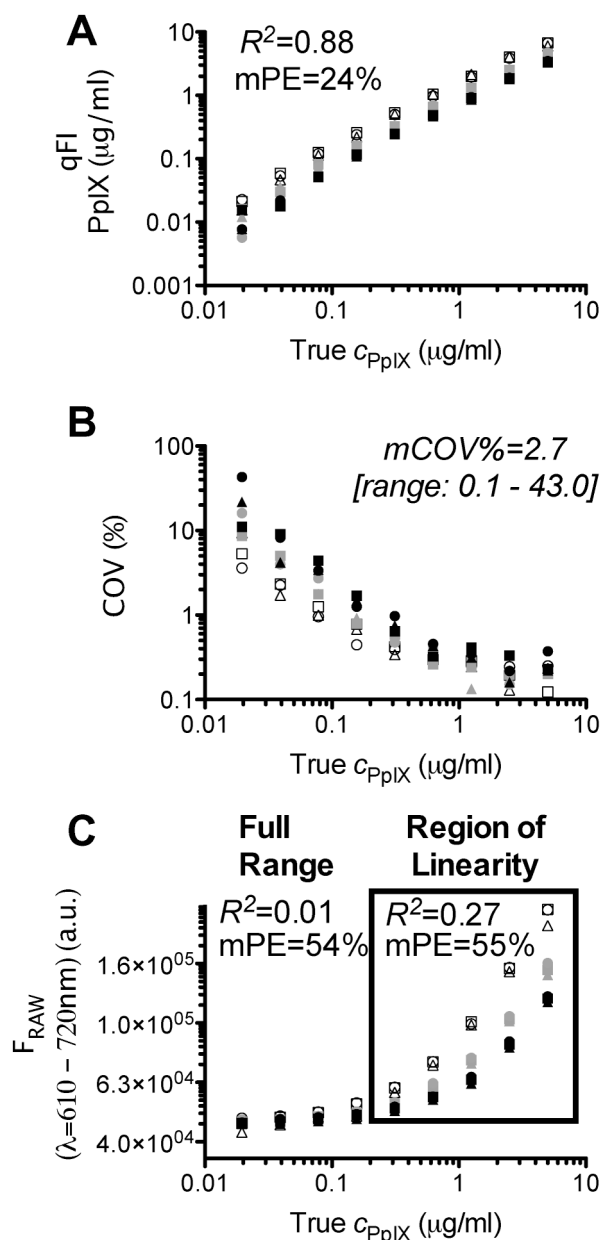 A
R²=0.88
mPE=24%
qFI
PpIX (μg/ml)
10
1
0.1
0.01
0.001
0.01
0.1
1
10
True cPpIX (μg/ml)
B
mCOV%=2.7
[range: 0.1 - 43.0]
COV (%)
100
10
1
0.1
0.01
0.1
1
10
True cPpIX (μg/ml)
C
Full
Range
Region of
Linearity
R²=0.01
mPE=54%
R²=0.27
mPE=55%
FRAW
(λ=610 – 720nm) (a.u.)
1.6×10⁰⁵
1.0×10⁰⁵
6.3×10⁰⁴
4.0×10⁰⁴
0.01
0.1
1
10
True cPpIX (μg/ml)